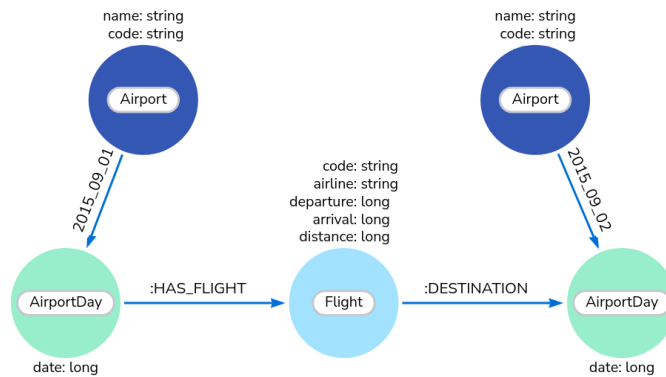 name: string
code: string
Airport
name: string
code: string
Airport
2015_09_01
2015_09_02
code: string
airline: string
departure: long
arrival: long
distance: long
AirportDay
:HAS_FLIGHT
Flight
:DESTINATION
AirportDay
date: long
date: long